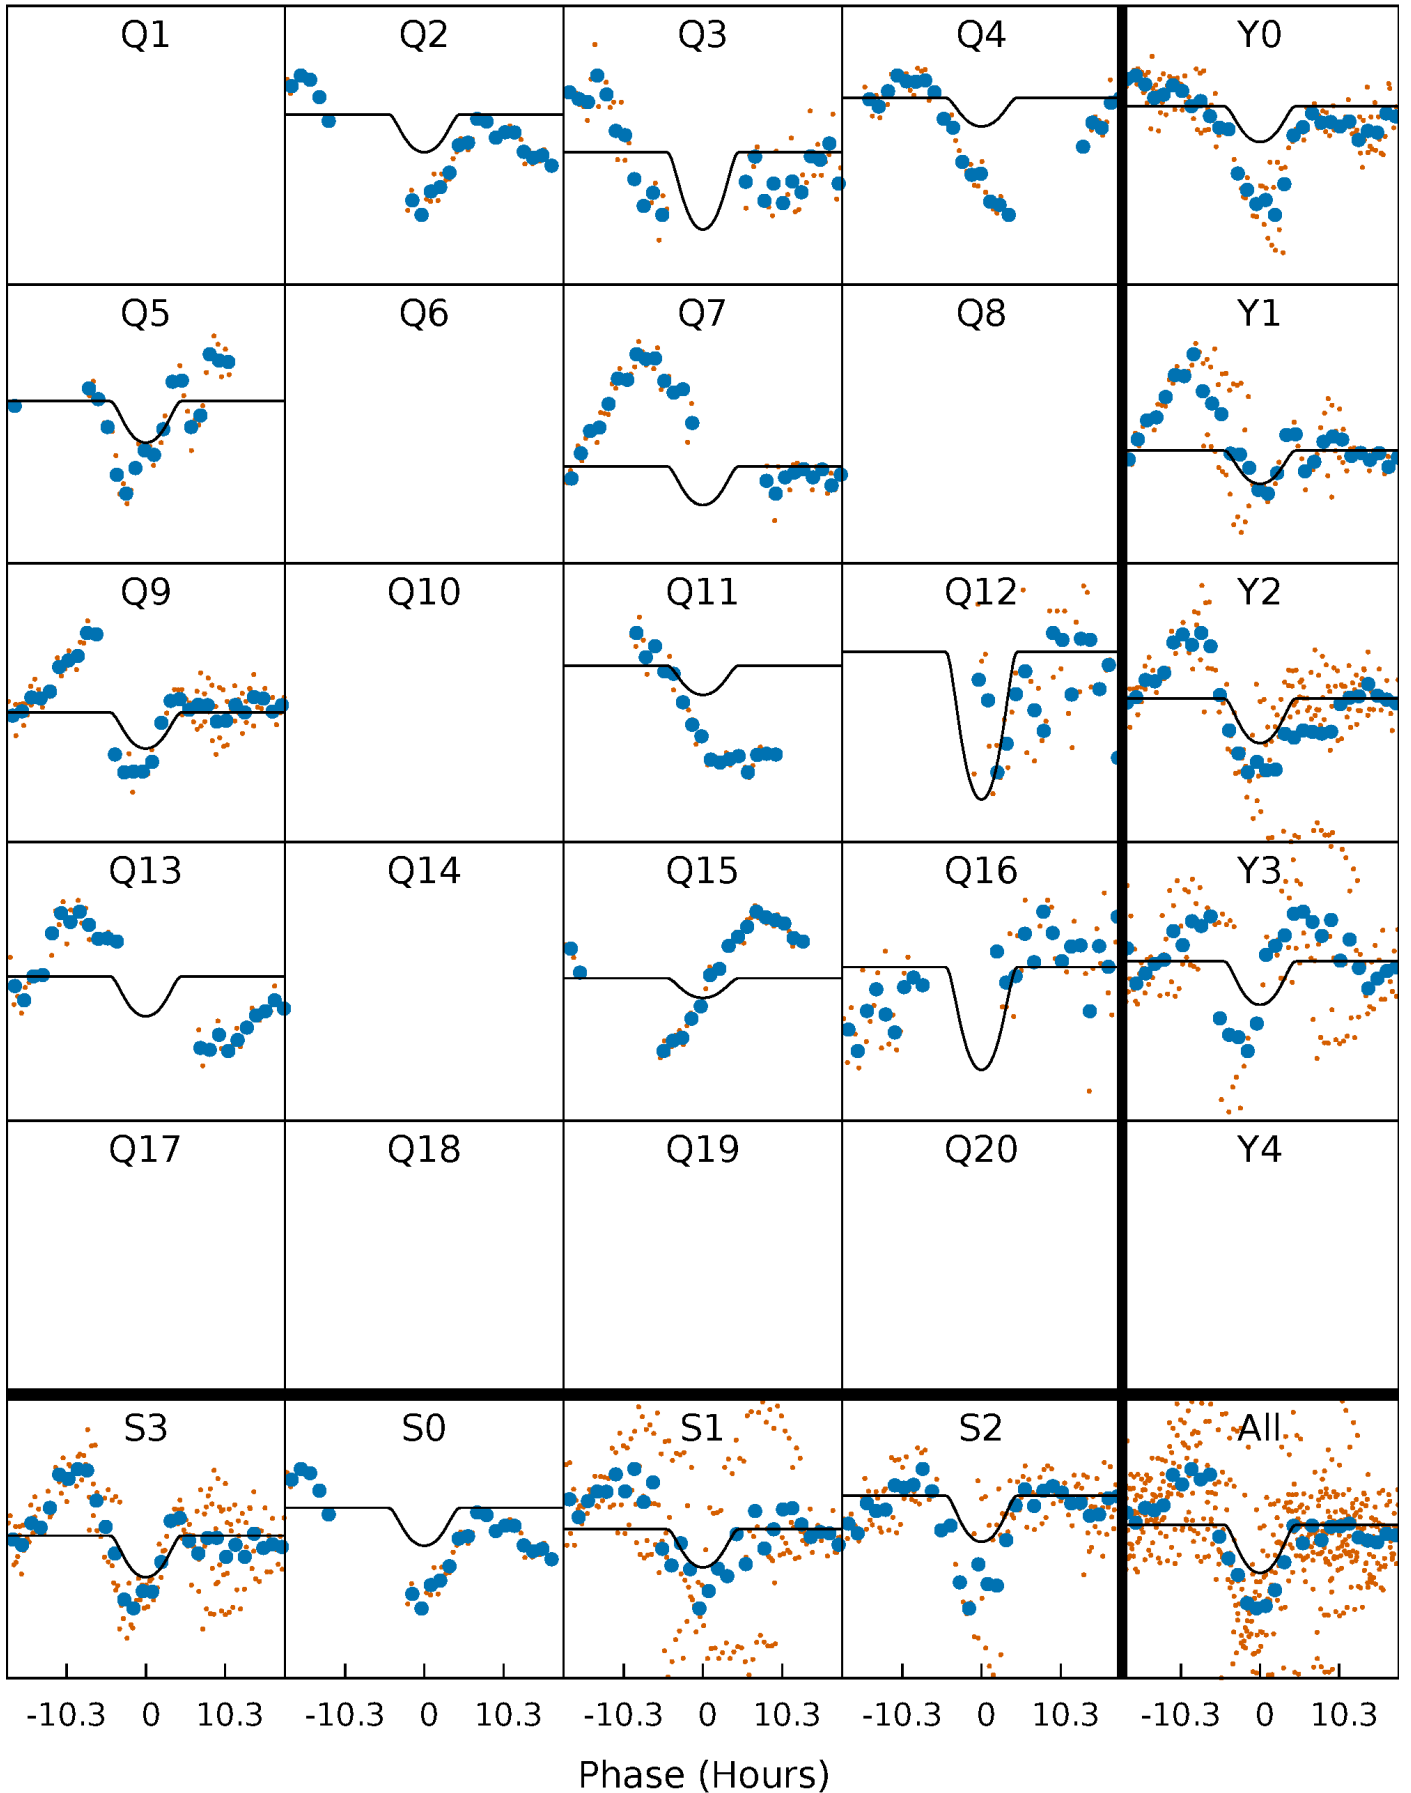 Q1 Q2 Q3 Q4 Y0
Q5 Q6 Q7 Q8 Y1
Q9 Q10 Q11 Q12 Y2
Q13 Q14 Q15 Q16 Y3
Q17 Q18 Q19 Q20 Y4
S3 S0 S1 S2 All
-10.3 0 10.3 -10.3 0 10.3 -10.3 0 10.3 -10.3 0 10.3 -10.3 0 10.3
Phase (Hours)